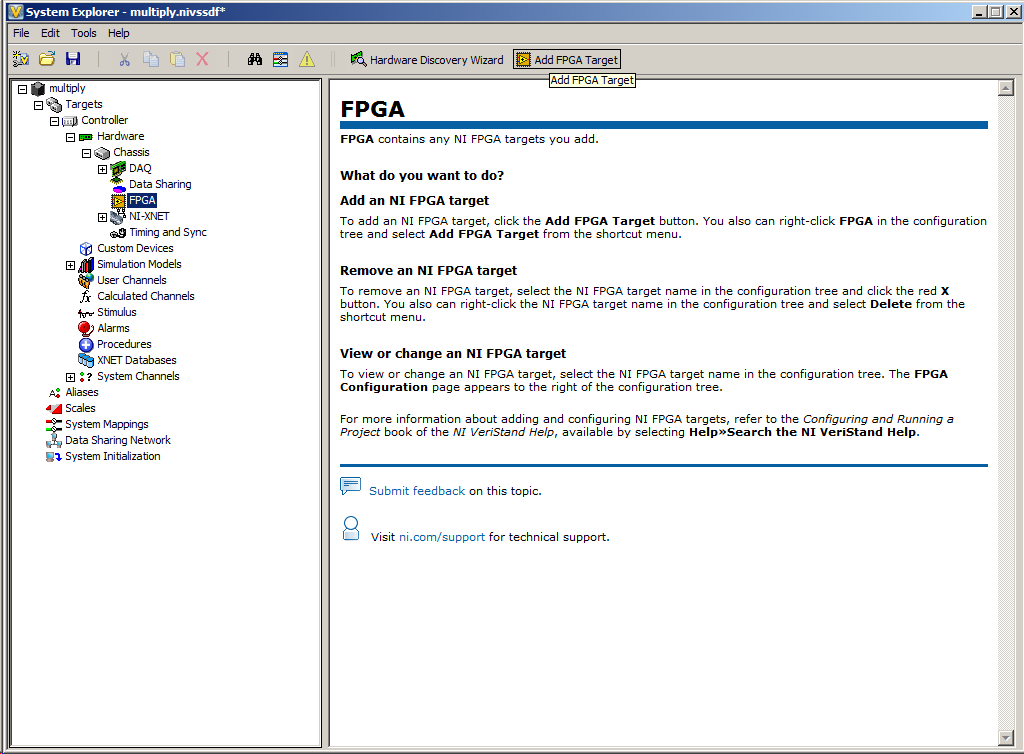 System Explorer - multiply.nivssdf*
File Edit Tools Help
Hardware Discovery Wizard Add FPGA Target
Add FPGA Target
multiply
Targets
Controller
Hardware
Chassis
DAQ
Data Sharing
FPGA
NI-XNET
Timing and Sync
Custom Devices
Simulation Models
User Channels
Calculated Channels
Stimulus
Alarms
Procedures
XNET Databases
System Channels
Aliases
Scales
System Mappings
Data Sharing Network
System Initialization
FPGA
FPGA contains any NI FPGA targets you add.
What do you want to do?
Add an NI FPGA target
To add an NI FPGA target, click the Add FPGA Target button. You also can right-click FPGA in the configuration
tree and select Add FPGA Target from the shortcut menu.
Remove an NI FPGA target
To remove an NI FPGA target, select the NI FPGA target name in the configuration tree and click the red X
button. You also can right-click the NI FPGA target name in the configuration tree and select Delete from the
shortcut menu.
View or change an NI FPGA target
To view or change an NI FPGA target, select the NI FPGA target name in the configuration tree. The FPGA
Configuration page appears to the right of the configuration tree.
For more information about adding and configuring NI FPGA targets, refer to the Configuring and Running a
Project book of the NI VeriStand Help, available by selecting Help»Search the NI VeriStand Help.
Submit feedback on this topic.
Visit ni.com/support for technical support.